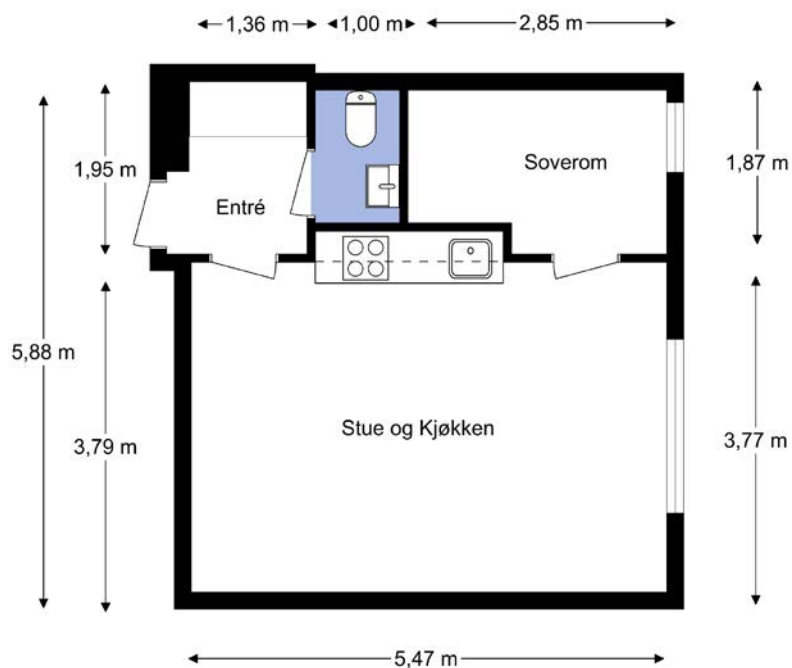 1,36 m
1,00 m
2,85 m
1,95 m
Soverom
1,87 m
Entré
5,88 m
Stue og Kjøkken
3,79 m
3,77 m
5,47 m